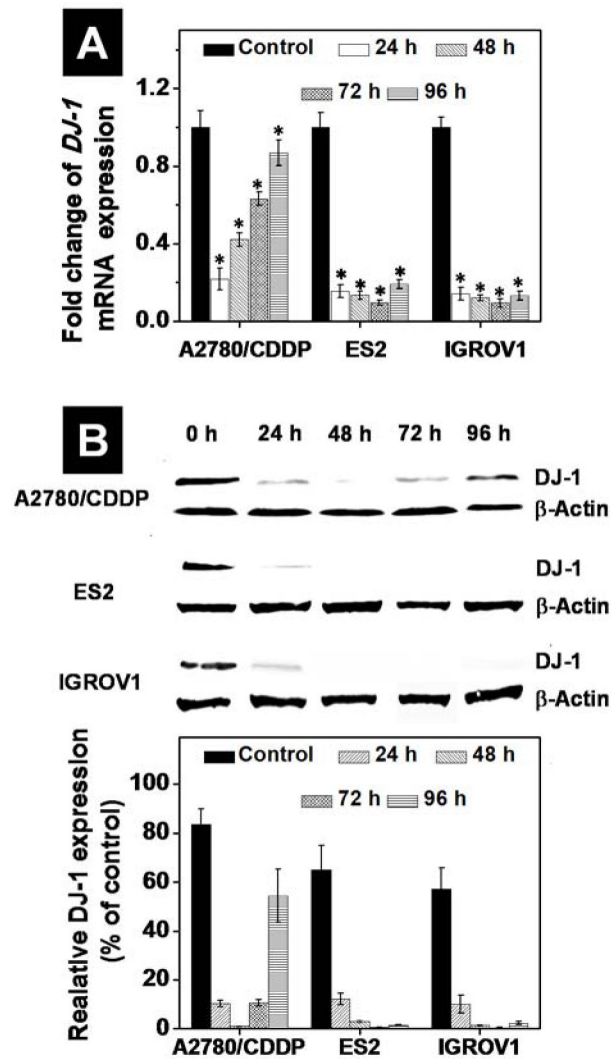 A
Control 24 h 48 h
72 h 96 h
Fold change of DJ-1
mRNA expression
1.2
0.8
0.4
0.0
* * * *
* * * *
* * * *
A2780/CDDP ES2 IGROV1
B
0 h 24 h 48 h 72 h 96 h
A2780/CDDP
DJ-1
β-Actin
ES2
DJ-1
β-Actin
IGROV1
DJ-1
β-Actin
Control 24 h 48 h
72 h 96 h
Realative DJ-1 expression
(% of control)
100
80
60
40
20
0
A2780/CDDP ES2 IGROV1